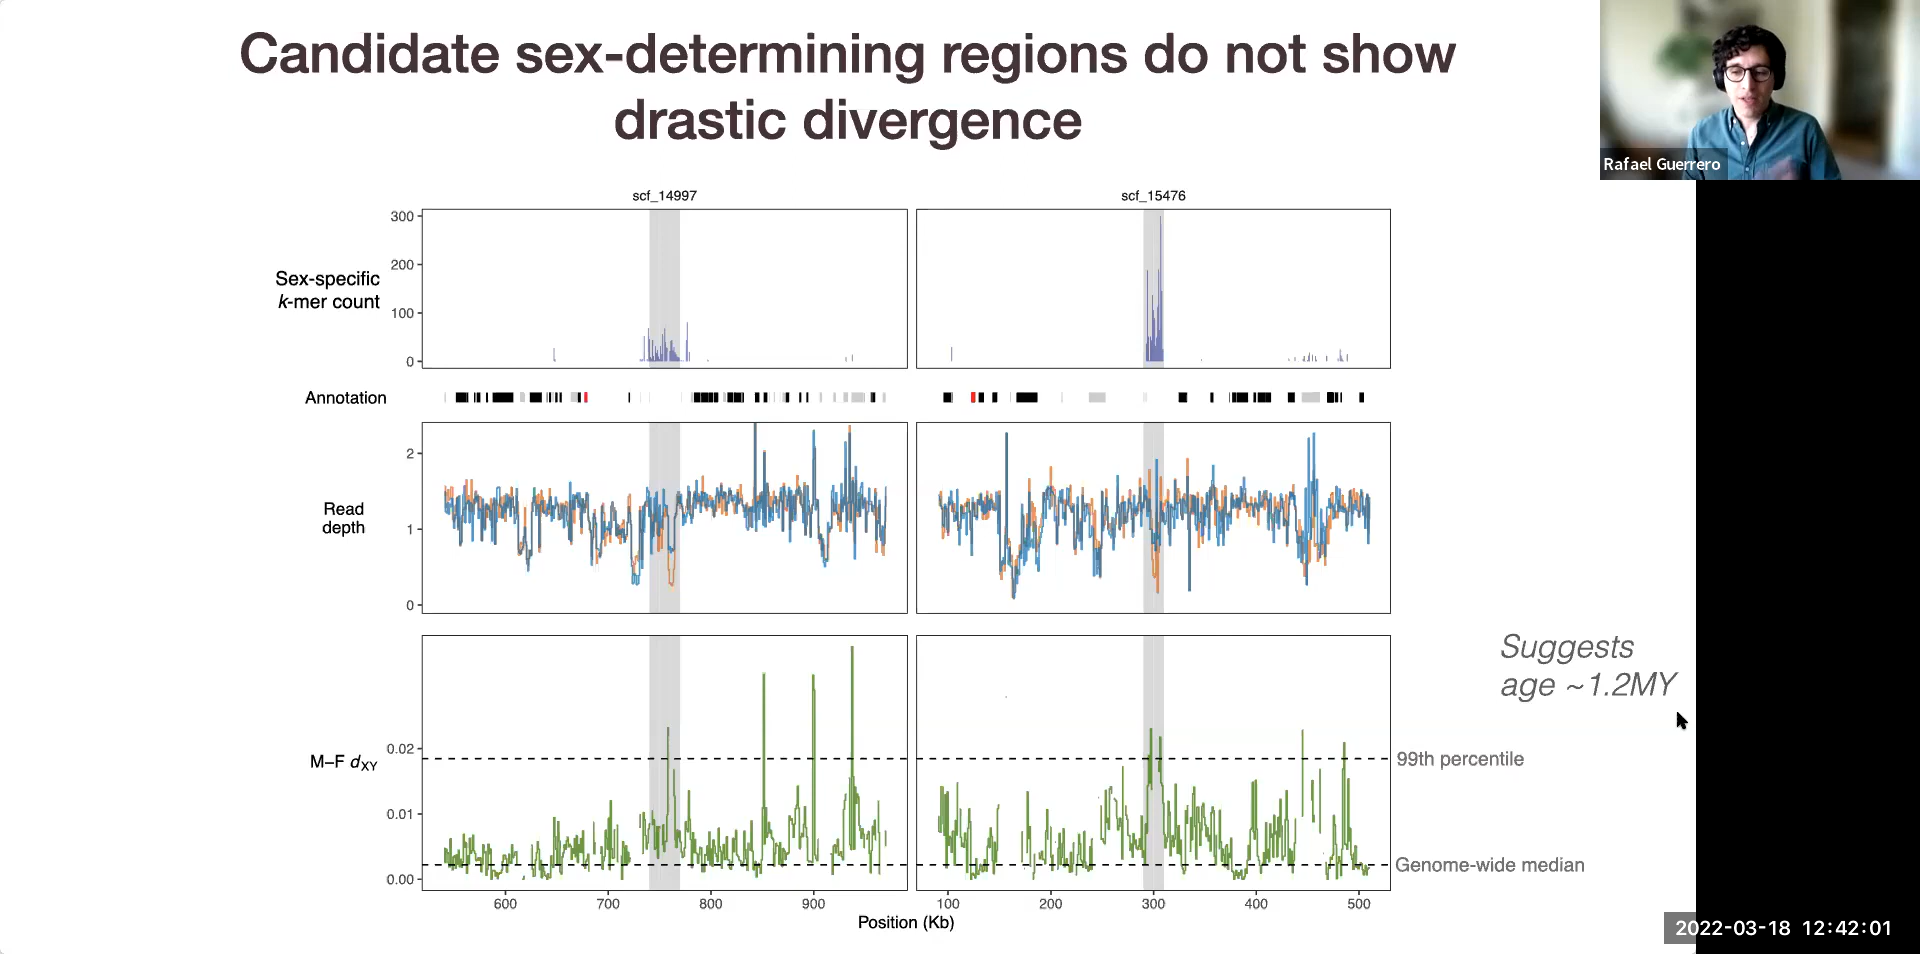 Candidate sex-determining regions do not show
drastic divergence
Rafael Guerrero
scf_14997
scf_15476
Sex-specific
k-mer count
300
200
100
0
Annotation
Read
depth
2
1
0
Suggests
age ~1.2MY
M–F dXY
0.02
0.01
0.00
99th percentile
Genome-wide median
600 700 800 900 100 200 300 400 500
Position (Kb)
2022-03-18 12:42:01